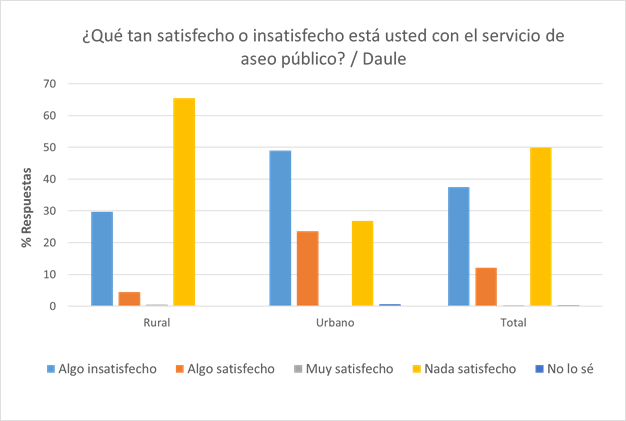 ¿Qué tan satisfecho o insatisfecho está usted con el servicio de
aseo público? / Daule
% Respuestas
70
60
50
40
30
20
10
0
Rural
Urbano
Total
Algo insatisfecho
Algo satisfecho
Muy satisfecho
Nada satisfecho
No lo sé